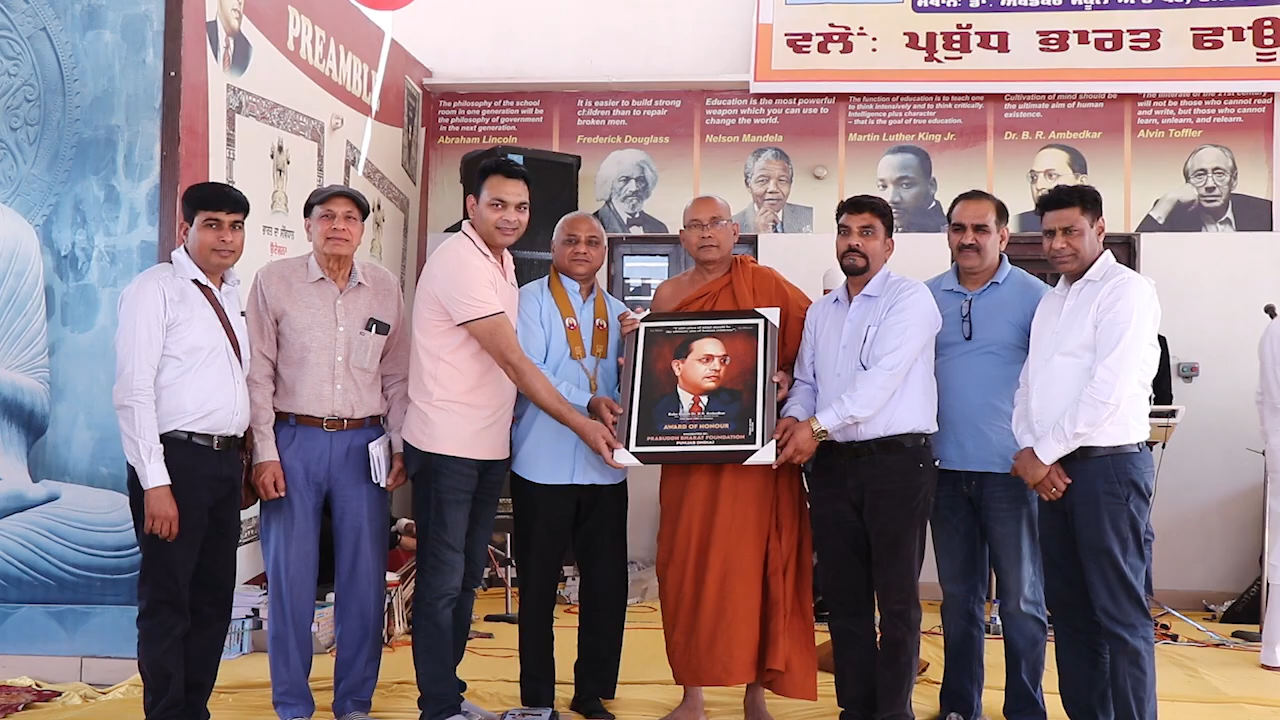 ਵਲੋਂ: ਪ੍ਰਬੁੱਧ ਭਾਰਤ ਫਾਊ
PREAMBLE
ਭਾਰਤ ਦਾ ਸੰਵਿਧਾਨ
ਉਦੇਸ਼ਿਕਾ
The philosophy of the school
room in one generation will be
the philosophy of government
in the next generation.
Abraham Lincoln
It is easier to build strong
children than to repair
broken men.
Frederick Douglass
Education is the most powerful
weapon which you can use to
change the world.
Nelson Mandela
The function of education is to teach one
to think intensively and to think critically.
Intelligence plus character
– that is the goal of true education.
Martin Luther King Jr.
Cultivation of mind should be
the ultimate aim of human
existence.
Dr. B. R. Ambedkar
The illiterate of the 21st century
will not be those who cannot read
and write, but those who cannot
learn, unlearn, and relearn.
Alvin Toffler
AWARD OF HONOUR
PRABUDDH BHARAT FOUNDATION
PUNJAB (INDIA)